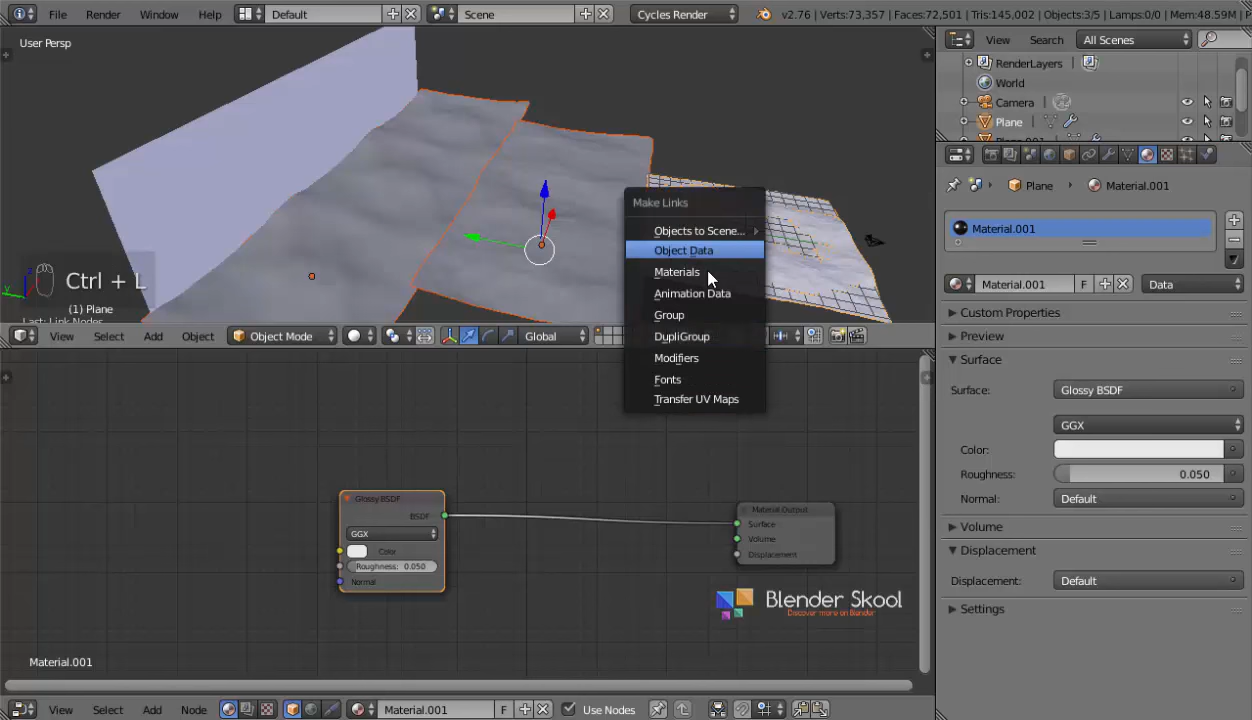 File Render Window Help Default Scene Cycles Render v2.76 | Verts:73,357 | Faces:72,501 | Tris:145,002 | Objects:3/5 | Lamps:0/0 | Mem:48.59M |
User Persp
View Search All Scenes
RenderLayers
World
Camera
Plane
Plane Material.001
Make Links
Objects to Scene...
Object Data
Materials
Animation Data
Group
DupliGroup
Modifiers
Fonts
Transfer UV Maps
Ctrl + L
(1) Plane
Last: Link Nodes
View Select Add Object Object Mode Global
Material.001
Material.001 F Data
Custom Properties
Preview
Surface
Surface: Glossy BSDF
GGX
Color:
Roughness: 0.050
Normal: Default
Volume
Displacement
Displacement: Default
Settings
Glossy BSDF
BSDF
GGX
Color
Roughness: 0.050
Normal
Material Output
Surface
Volume
Displacement
Blender Skool
Discover more on Blender
Material.001
View Select Add Node Material.001 F Use Nodes